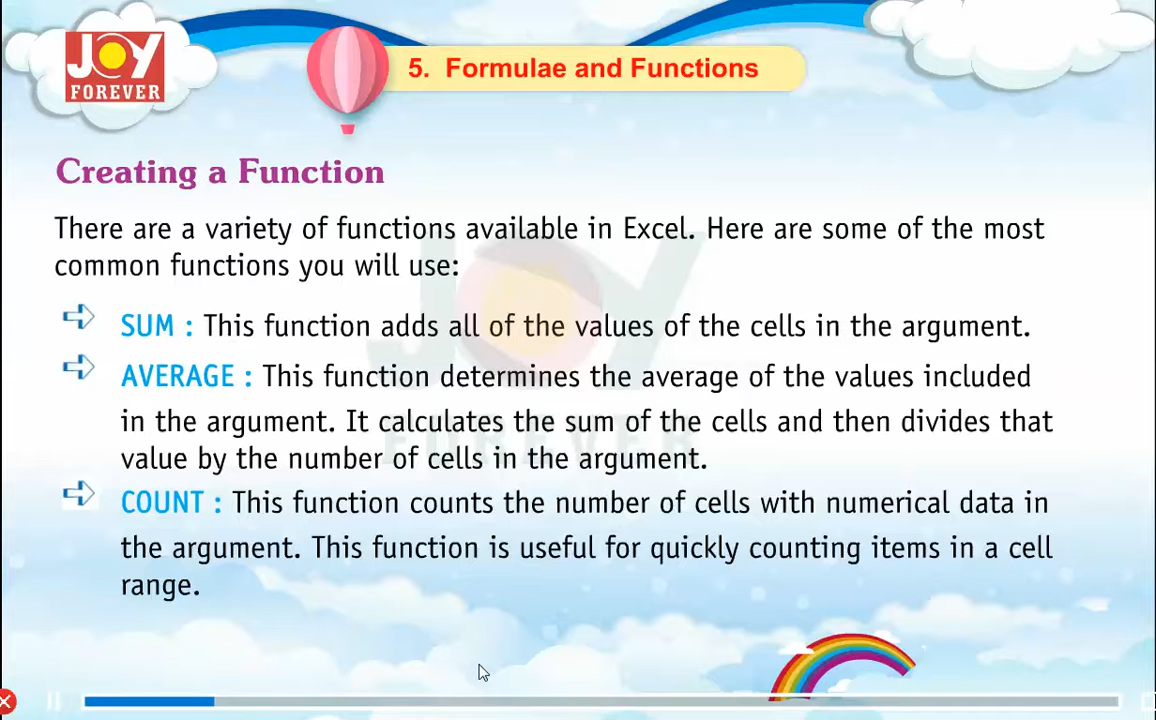 JOY
FOREVER
5. Formulae and Functions
Creating a Function
There are a variety of functions available in Excel. Here are some of the most
common functions you will use:
SUM : This function adds all of the values of the cells in the argument.
AVERAGE : This function determines the average of the values included
in the argument. It calculates the sum of the cells and then divides that
value by the number of cells in the argument.
COUNT : This function counts the number of cells with numerical data in
the argument. This function is useful for quickly counting items in a cell
range.
JOY
FOREVER